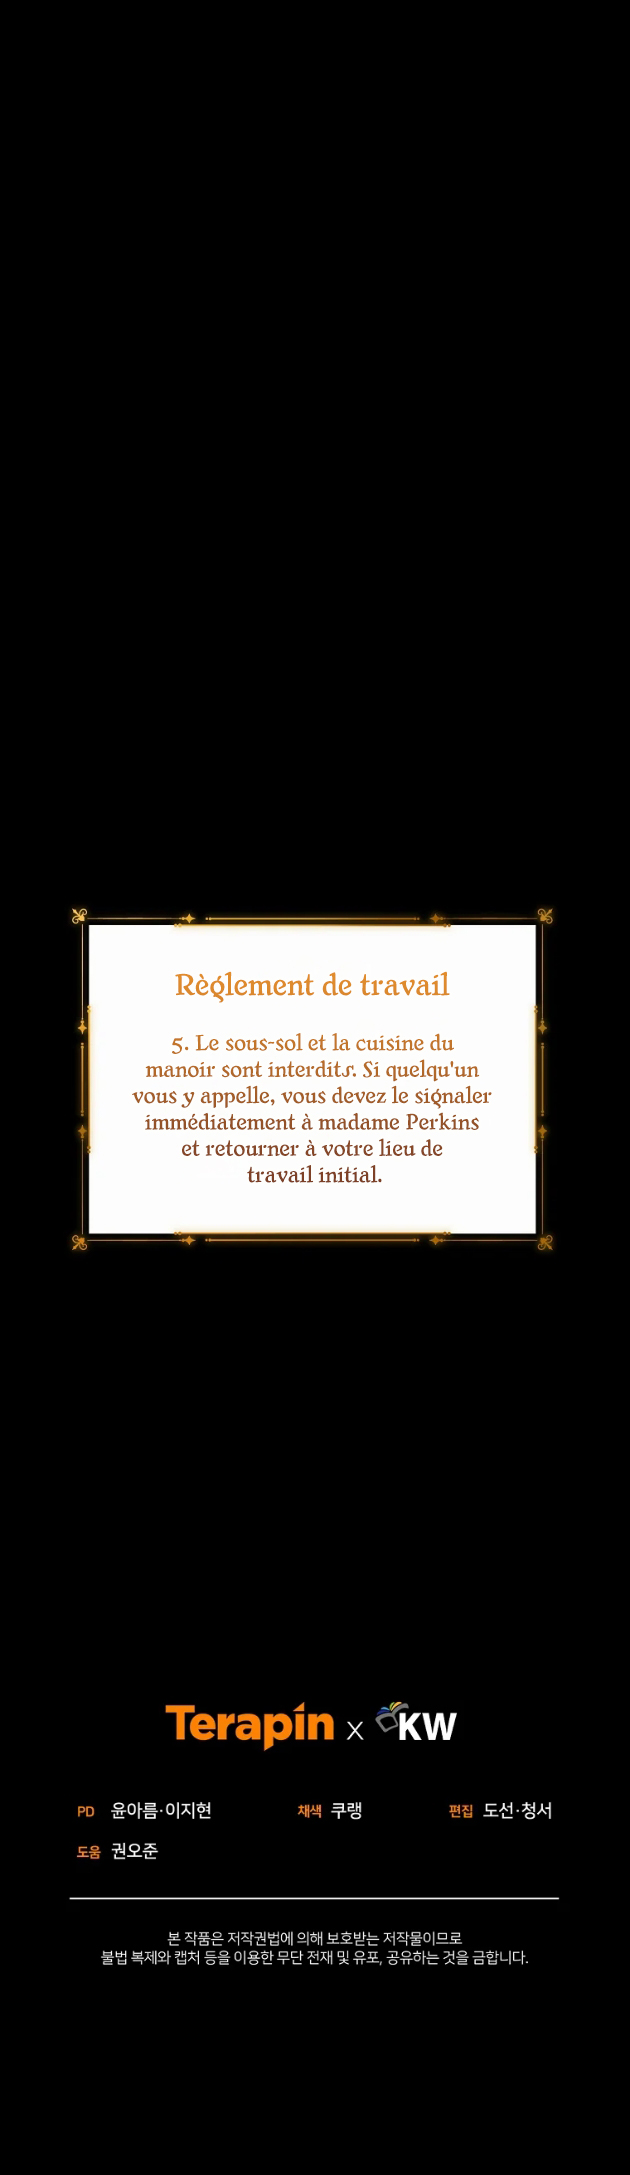 Règlement de travail
5. Le sous-sol et la cuisine du
manoir sont interdits. Si quelqu'un
vous y appelle, vous devez le signaler
immédiatement à madame Perkins
et retourner à votre lieu de
travail initial.
Terapin x KW
PD 윤아름·이지현 채색 쿠랭 편집 도선·청서
도움 권오준
본 작품은 저작권법에 의해 보호받는 저작물이므로
불법 복제와 캡처 등을 이용한 무단 전재 및 유포, 공유하는 것을 금합니다.